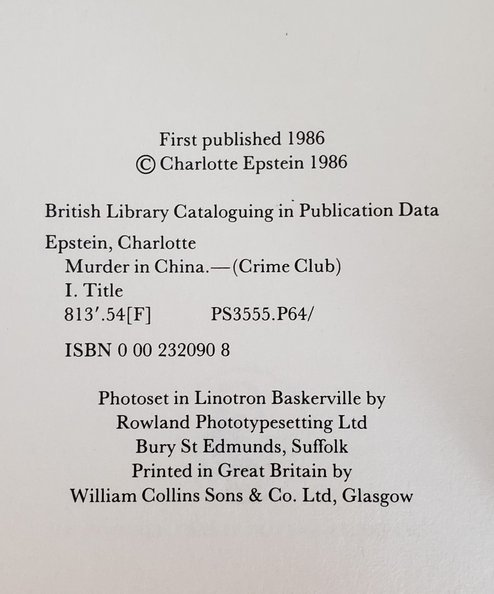 First published 1986
© Charlotte Epstein 1986
British Library Cataloguing in Publication Data
Epstein, Charlotte
Murder in China.—(Crime Club)
I. Title
813′.54[F] PS3555.P64/
ISBN 0 00 232090 8
Photoset in Linotron Baskerville by
Rowland Phototypesetting Ltd
Bury St Edmunds, Suffolk
Printed in Great Britain by
William Collins Sons & Co. Ltd, Glasgow